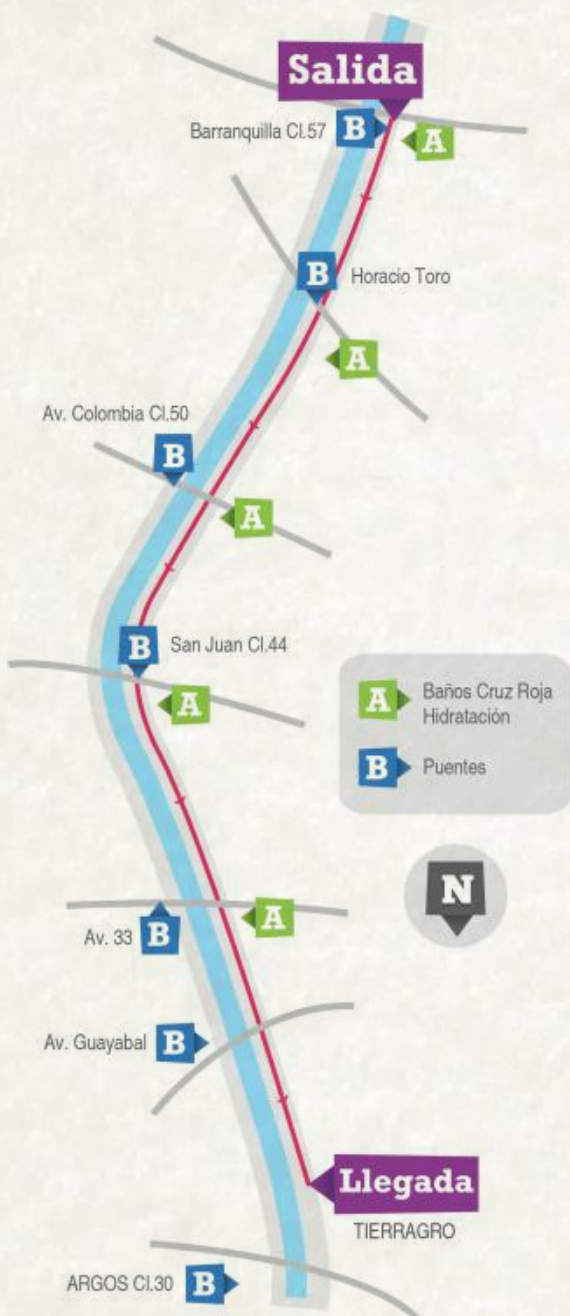 Salida
Barranquilla Cl.57
B
A
B
Horacio Toro
A
Av. Colombia Cl.50
B
A
B
San Juan Cl.44
A
A
Baños Cruz Roja
Hidratación
B
Puentes
N
A
Av. 33
B
Av. Guayabal
B
Llegada
TIERRAGRO
ARGOS Cl.30
B